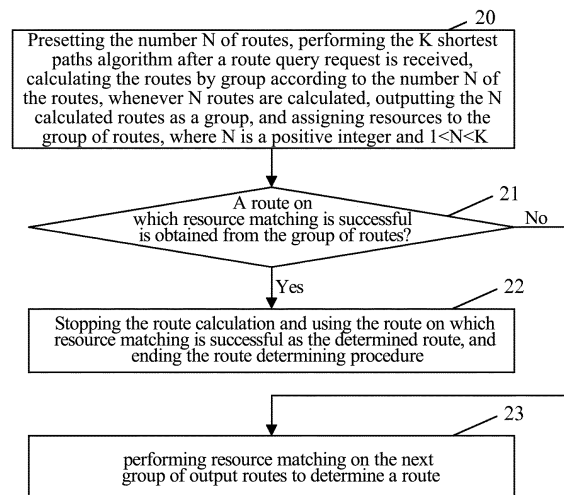 20
Presetting the number N of routes, performing the K shortest
paths algorithm after a route query request is received,
calculating the routes by group according to the number N of
the routes, whenever N routes are calculated, outputting the N
calculated routes as a group, and assigning resources to the
group of routes, where N is a positive integer and 1<N<K
21
A route on
which resource matching is successful
is obtained from the group of routes?
No
Yes
22
Stopping the route calculation and using the route on which
resource matching is successful as the determined route, and
ending the route determining procedure
23
performing resource matching on the next
group of output routes to determine a route